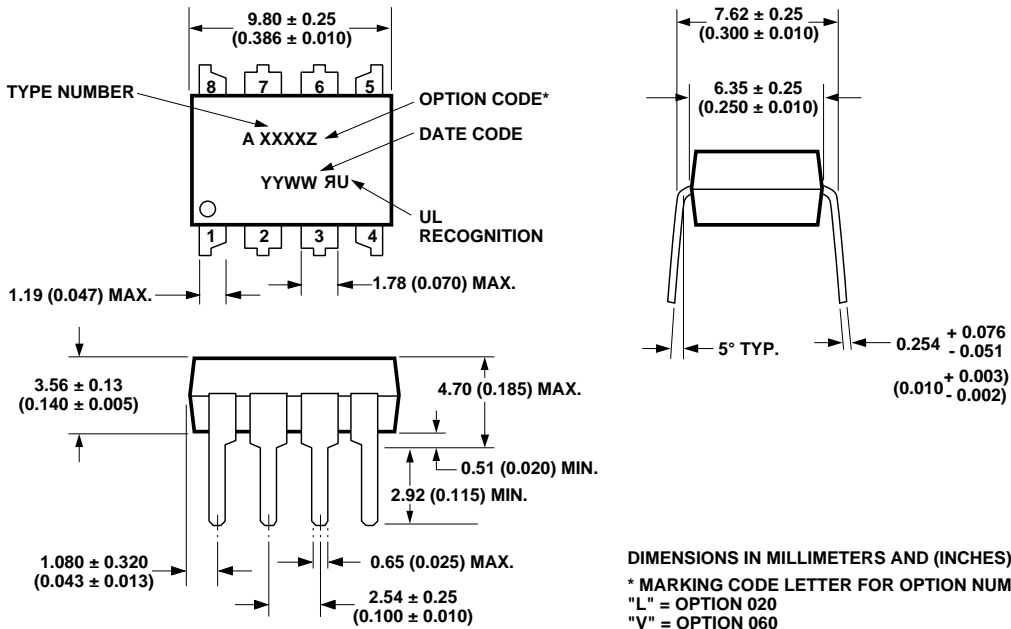 9.80 ± 0.25
(0.386 ± 0.010)
8 7 6 5
TYPE NUMBER
OPTION CODE*
A XXXXZ
DATE CODE
YYWW RU
UL
RECOGNITION
1 2 3 4
1.19 (0.047) MAX.
1.78 (0.070) MAX.
7.62 ± 0.25
(0.300 ± 0.010)
6.35 ± 0.25
(0.250 ± 0.010)
5° TYP.
0.254 + 0.076
- 0.051
(0.010 + 0.003)
- 0.002)
3.56 ± 0.13
(0.140 ± 0.005)
4.70 (0.185) MAX.
0.51 (0.020) MIN.
2.92 (0.115) MIN.
1.080 ± 0.320
(0.043 ± 0.013)
0.65 (0.025) MAX.
2.54 ± 0.25
(0.100 ± 0.010)
DIMENSIONS IN MILLIMETERS AND (INCHES)
* MARKING CODE LETTER FOR OPTION NUM
"L" = OPTION 020
"V" = OPTION 060